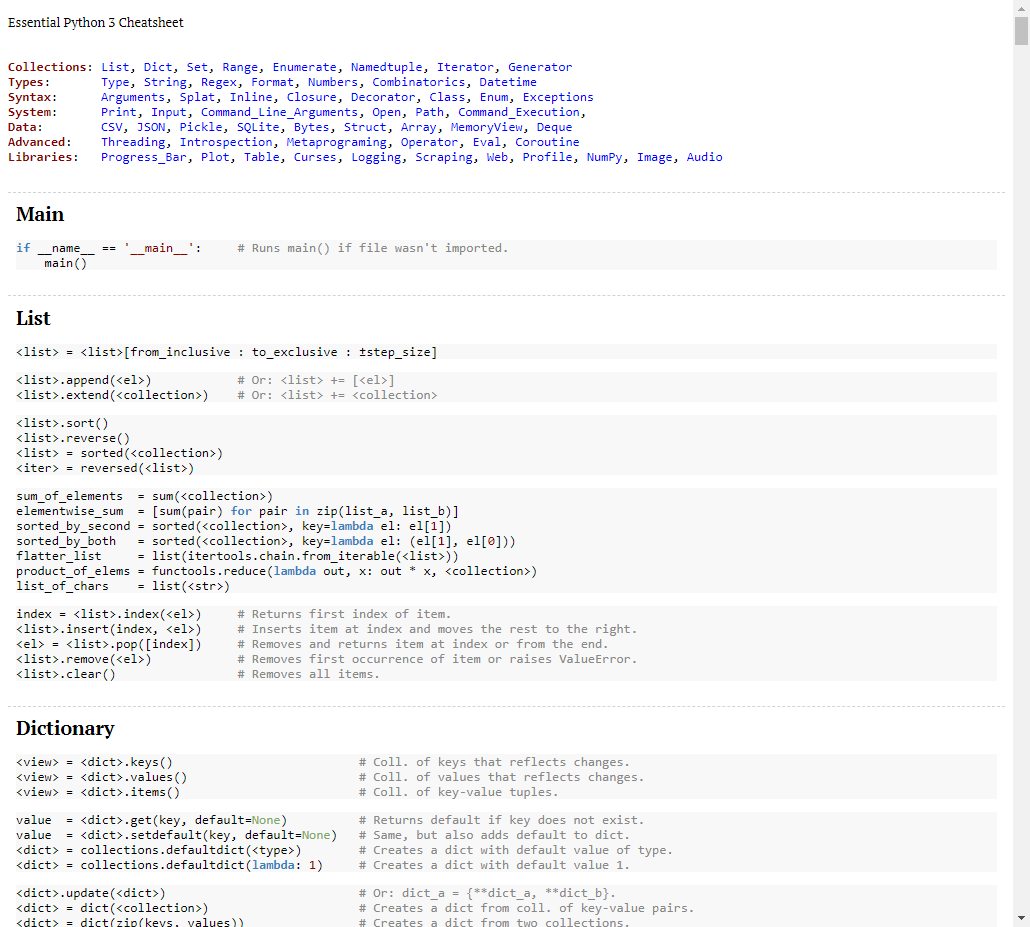 Essential Python 3 Cheatsheet
Collections: List, Dict, Set, Range, Enumerate, Namedtuple, Iterator, Generator
Types:       Type, String, Regex, Format, Numbers, Combinatorics, Datetime
Syntax:      Arguments, Splat, Inline, Closure, Decorator, Class, Enum, Exceptions
System:      Print, Input, Command_Line_Arguments, Open, Path, Command_Execution,
Data:        CSV, JSON, Pickle, SQLite, Bytes, Struct, Array, MemoryView, Deque
Advanced:    Threading, Introspection, Metaprograming, Operator, Eval, Coroutine
Libraries:   Progress_Bar, Plot, Table, Curses, Logging, Scraping, Web, Profile, NumPy, Image, Audio
Main
if __name__ == '__main__':     # Runs main() if file wasn't imported.
    main()
List
<list> = <list>[from_inclusive : to_exclusive : ±step_size]
<list>.append(<el>)            # Or: <list> += [<el>]
<list>.extend(<collection>)    # Or: <list> += <collection>
<list>.sort()
<list>.reverse()
<list> = sorted(<collection>)
<iter> = reversed(<list>)
sum_of_elements  = sum(<collection>)
elementwise_sum  = [sum(pair) for pair in zip(list_a, list_b)]
sorted_by_second = sorted(<collection>, key=lambda el: el[1])
sorted_by_both   = sorted(<collection>, key=lambda el: (el[1], el[0]))
flatter_list     = list(itertools.chain.from_iterable(<list>))
product_of_elems = functools.reduce(lambda out, x: out * x, <collection>)
list_of_chars    = list(<str>)
index = <list>.index(<el>)     # Returns first index of item.
<list>.insert(index, <el>)     # Inserts item at index and moves the rest to the right.
<el> = <list>.pop([index])     # Removes and returns item at index or from the end.
<list>.remove(<el>)            # Removes first occurrence of item or raises ValueError.
<list>.clear()                 # Removes all items.
Dictionary
<view> = <dict>.keys()                          # Coll. of keys that reflects changes.
<view> = <dict>.values()                        # Coll. of values that reflects changes.
<view> = <dict>.items()                         # Coll. of key-value tuples.
value  = <dict>.get(key, default=None)          # Returns default if key does not exist.
value  = <dict>.setdefault(key, default=None)   # Same, but also adds default to dict.
<dict> = collections.defaultdict(<type>)        # Creates a dict with default value of type.
<dict> = collections.defaultdict(lambda: 1)     # Creates a dict with default value 1.
<dict>.update(<dict>)                           # Or: dict_a = {**dict_a, **dict_b}.
<dict> = dict(<collection>)                     # Creates a dict from coll. of key-value pairs.
<dict> = dict(zip(keys, values))                # Creates a dict from two collections.